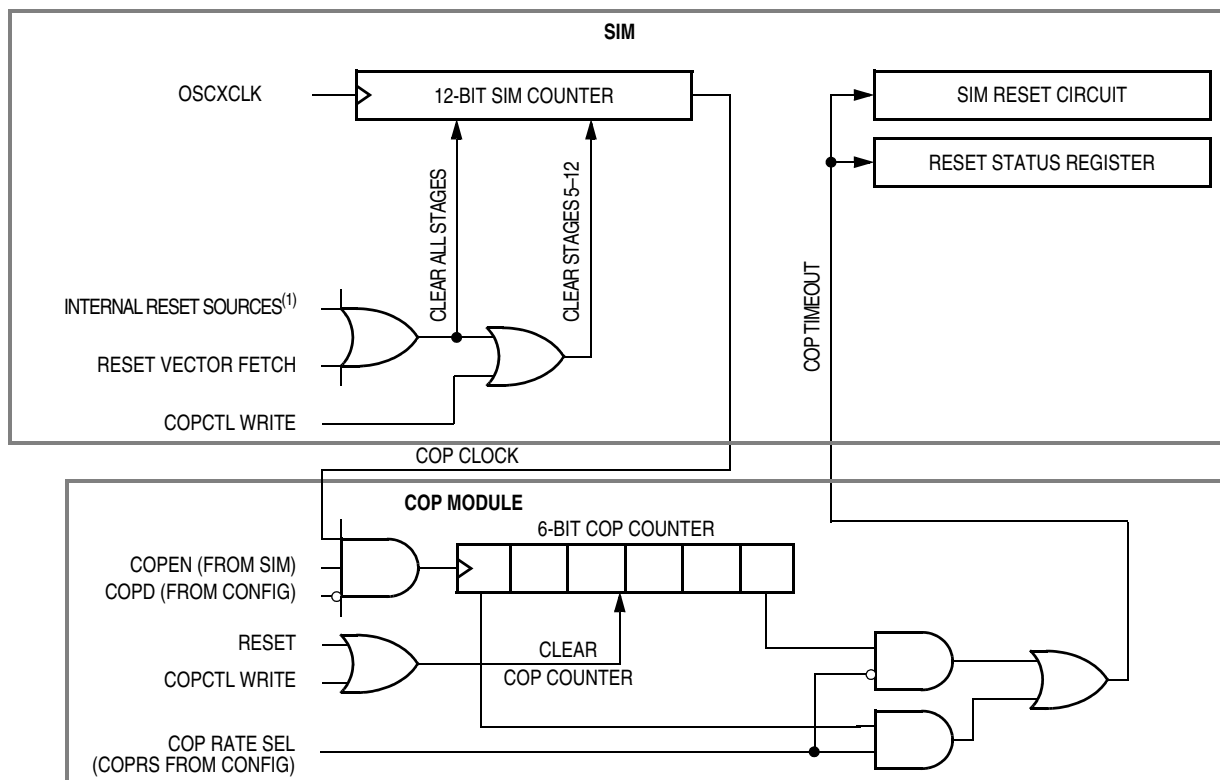 SIM
OSCXCLK
12-BIT SIM COUNTER
SIM RESET CIRCUIT
RESET STATUS REGISTER
CLEAR ALL STAGES
CLEAR STAGES 5–12
COP TIMEOUT
INTERNAL RESET SOURCES(1)
RESET VECTOR FETCH
COPCTL WRITE
COP CLOCK
COP MODULE
6-BIT COP COUNTER
COPEN (FROM SIM)
COPD (FROM CONFIG)
RESET
CLEAR
COPCTL WRITE
COP COUNTER
COP RATE SEL
(COPRS FROM CONFIG)